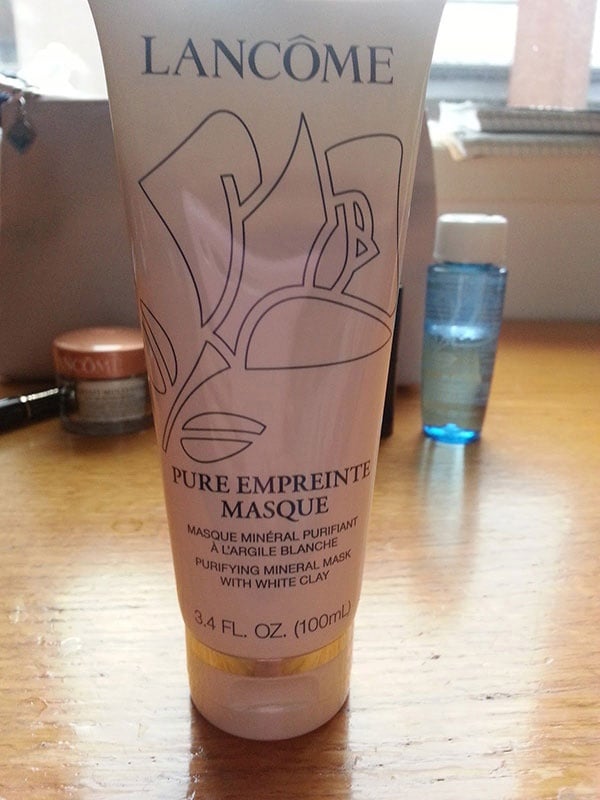 LANCÔME
LANCÔME
PURE EMPREINTE
MASQUE
MASQUE MINÉRAL PURIFIANT
À L'ARGILE BLANCHE
PURIFYING MINERAL MASK
WITH WHITE CLAY
3.4 FL. OZ. (100mL)